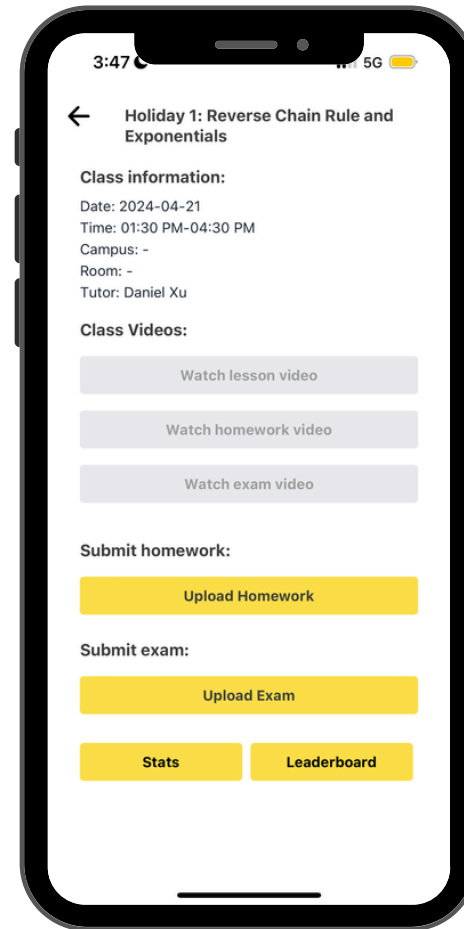 3:47 5G
Holiday 1: Reverse Chain Rule and
Exponentials
Class information:
Date: 2024-04-21
Time: 01:30 PM-04:30 PM
Campus: -
Room: -
Tutor: Daniel Xu
Class Videos:
Watch lesson video
Watch homework video
Watch exam video
Submit homework:
Upload Homework
Submit exam:
Upload Exam
Stats Leaderboard